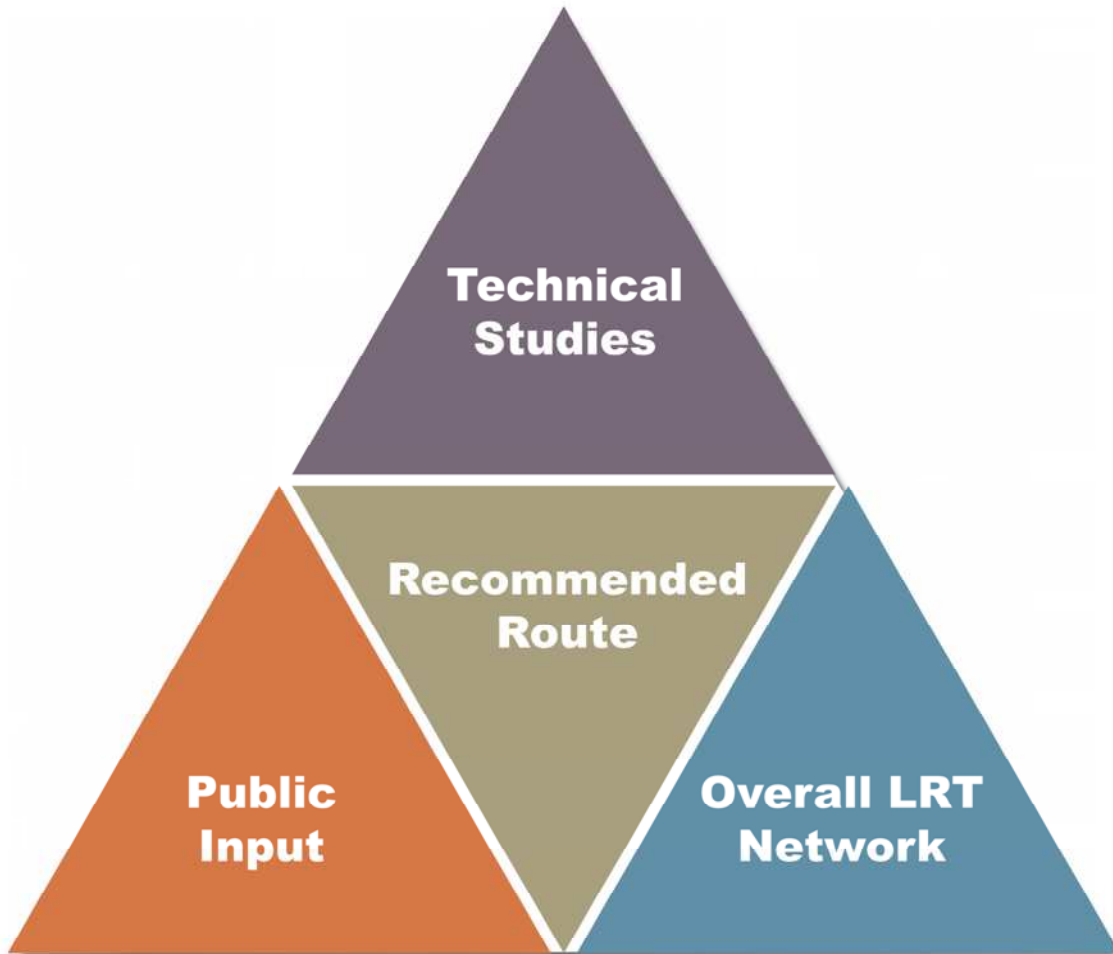 Technical
Studies
Recommended
Route
Public
Input
Overall LRT
Network